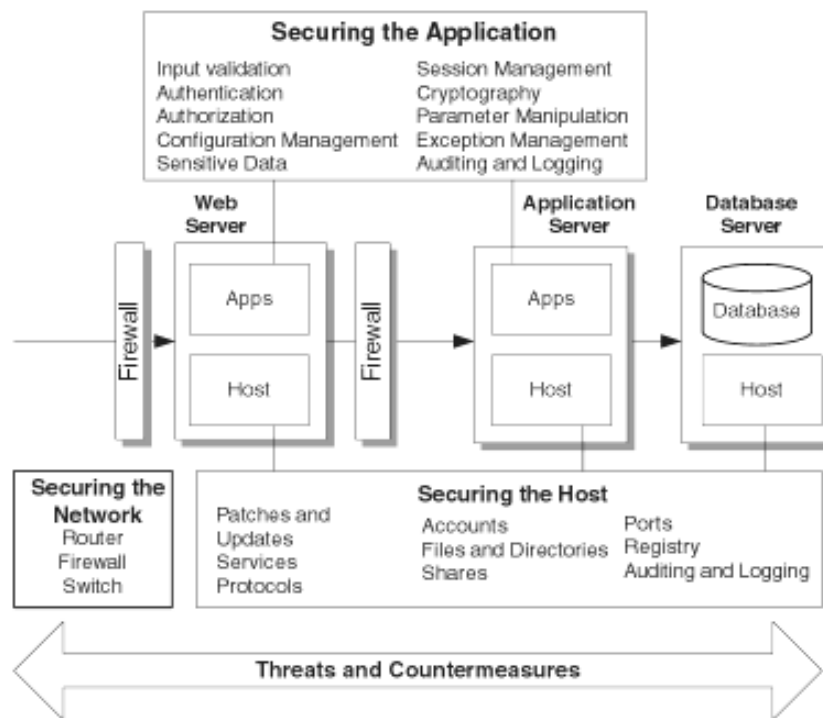 Securing the Application
Input validation
Authentication
Authorization
Configuration Management
Sensitive Data
Session Management
Cryptography
Parameter Manipulation
Exception Management
Auditing and Logging
Web
Server
Application
Server
Database
Server
Firewall
Apps
Host
Firewall
Apps
Host
Database
Host
Securing the
Network
Router
Firewall
Switch
Securing the Host
Patches and
Updates
Services
Protocols
Accounts
Files and Directories
Shares
Ports
Registry
Auditing and Logging
Threats and Countermeasures